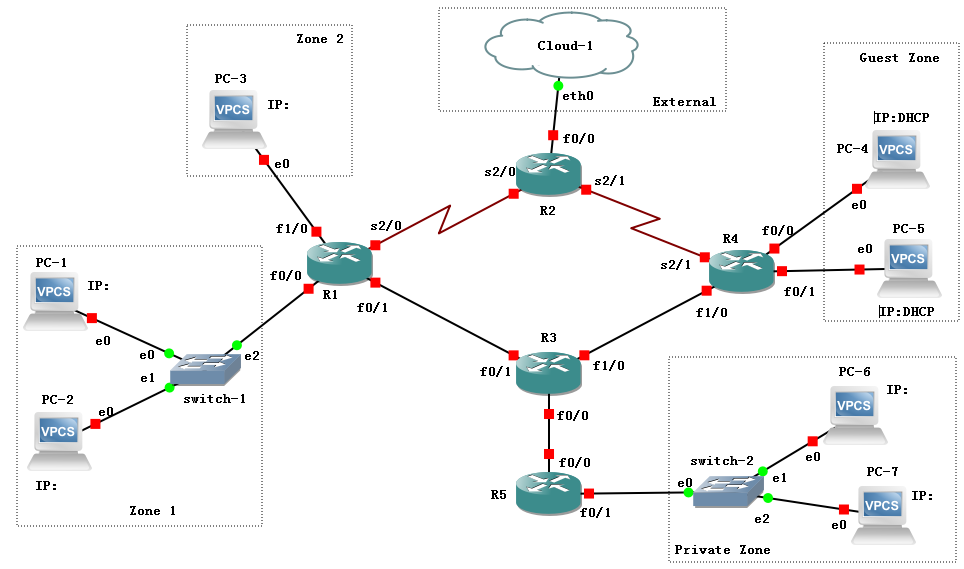 Zone 2
PC-3
IP:
VPCS
e0
Cloud-1
eth0
External
f0/0
s2/0
s2/1
R2
Guest Zone
IP:DHCP
PC-4
VPCS
e0
PC-5
e0
VPCS
IP:DHCP
f1/0
s2/0
f0/0
R1
f0/1
R4
f0/0
s2/1
f0/1
f1/0
PC-1
IP:
VPCS
e0
e0
e1
e2
switch-1
PC-2
e0
VPCS
IP:
Zone 1
R3
f0/1
f1/0
f0/0
f0/0
R5
f0/1
PC-6
IP:
VPCS
e0
switch-2
e0
e1
e2
PC-7
IP:
VPCS
e0
Private Zone